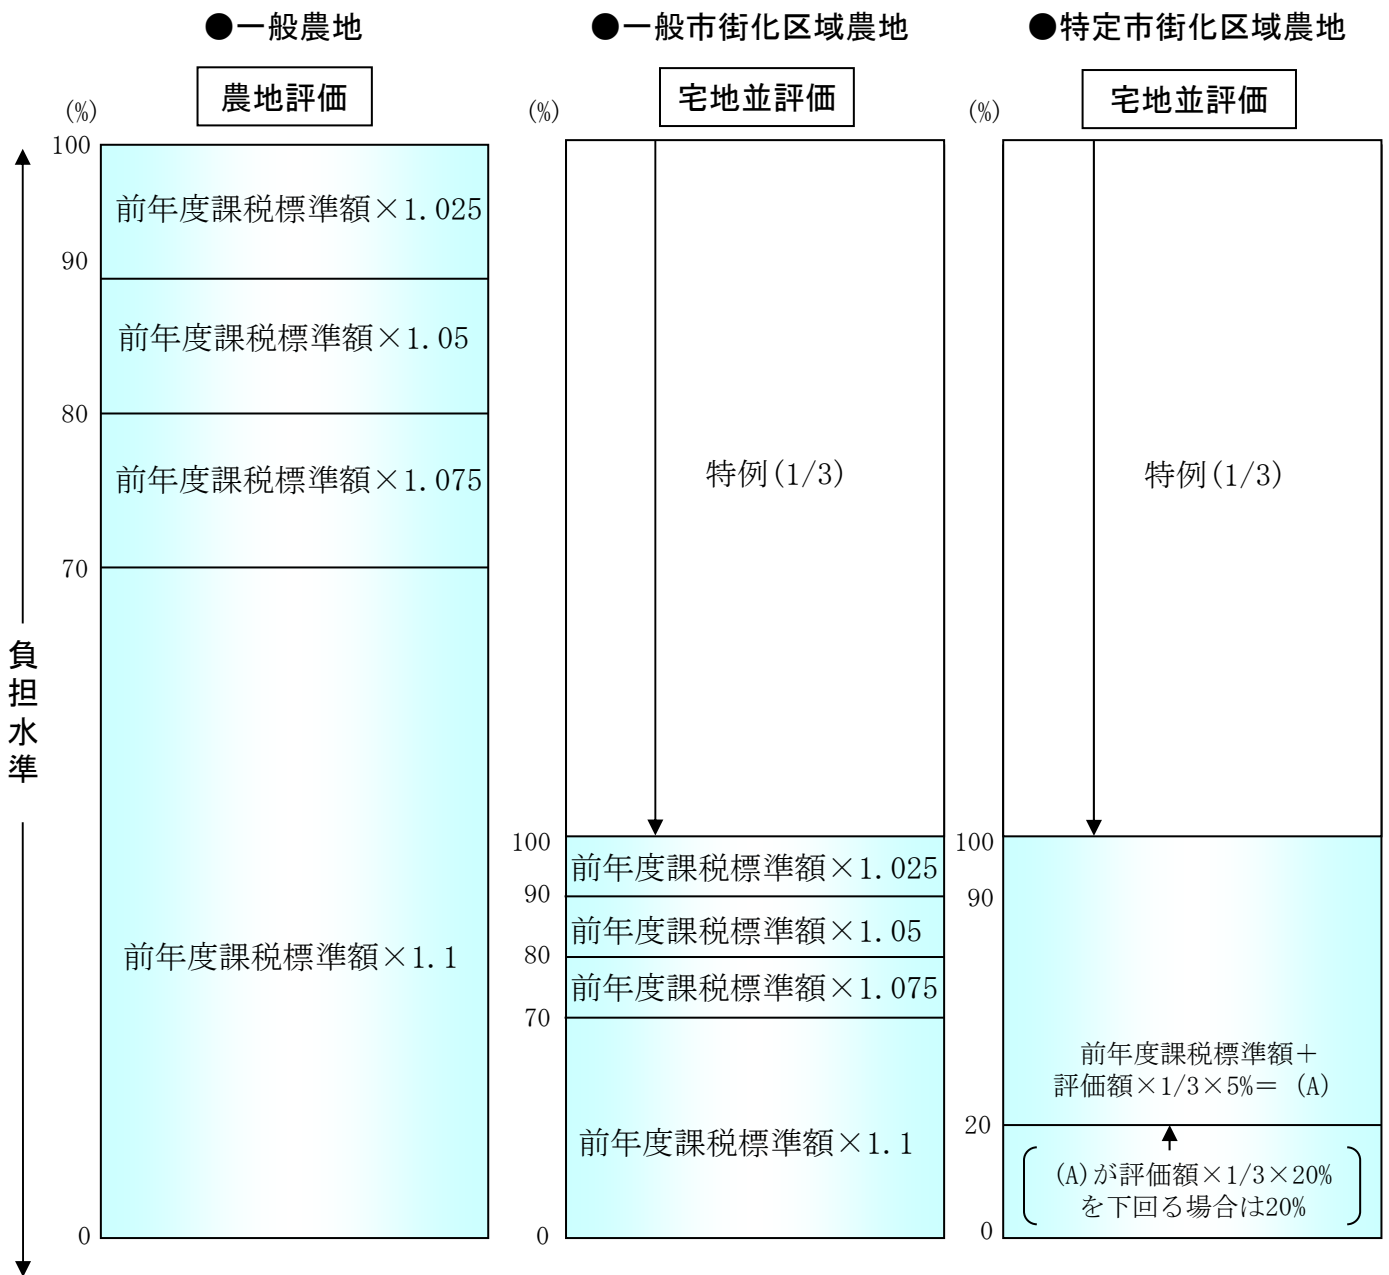 ●一般農地
●一般市街化区域農地
●特定市街化区域農地
農地評価
宅地並評価
宅地並評価
(%)
(%)
(%)
負担水準
100
前年度課税標準額×1.025
90
前年度課税標準額×1.05
80
前年度課税標準額×1.075
70
前年度課税標準額×1.1
0
特例(1/3)
100
前年度課税標準額×1.025
90
前年度課税標準額×1.05
80
前年度課税標準額×1.075
70
前年度課税標準額×1.1
0
特例(1/3)
100
90
前年度課税標準額＋
評価額×1/3×5%＝ (A)
20
(A)が評価額×1/3×20%
を下回る場合は20%
0